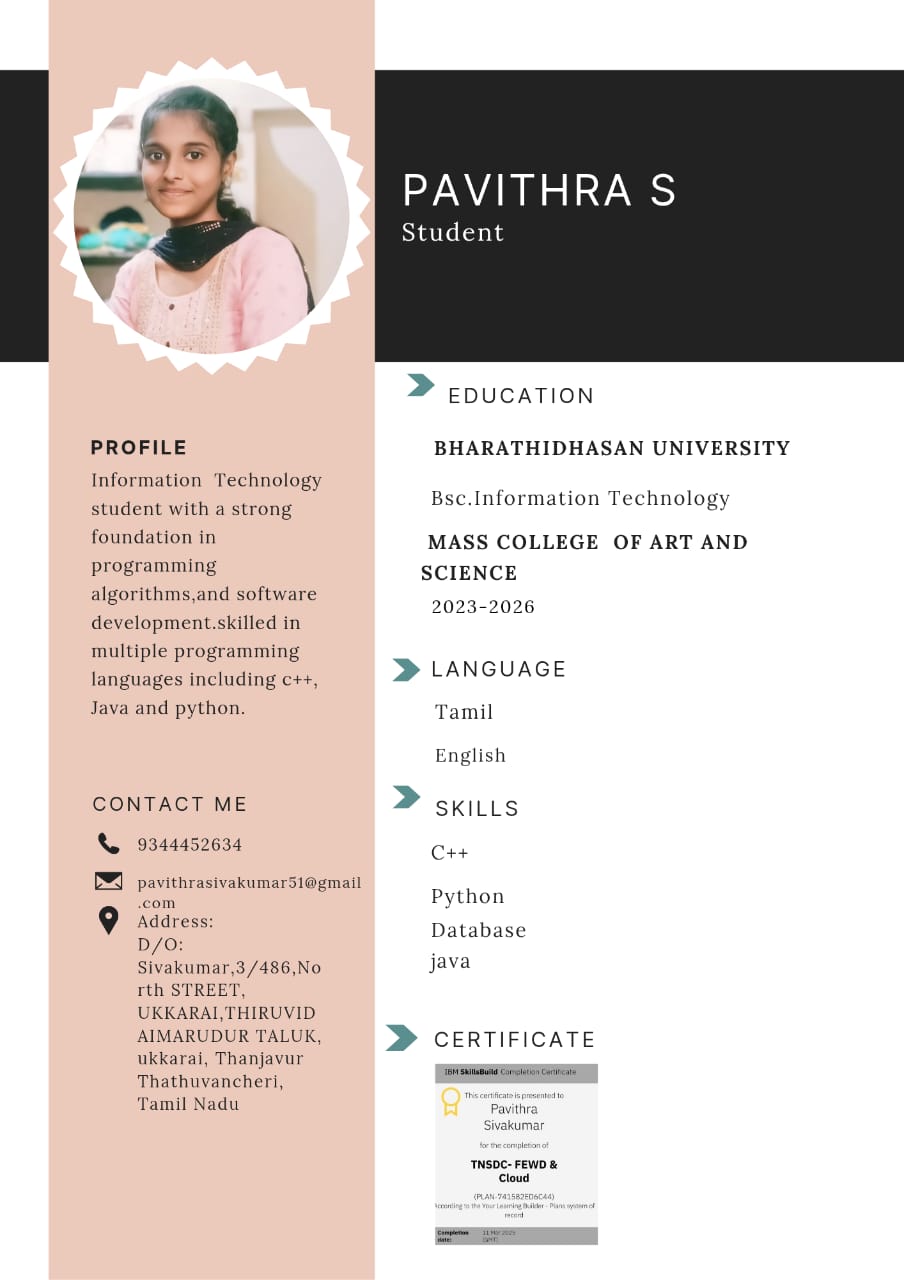 PAVITHRA S
Student
PROFILE
Information  Technology
student with a strong
foundation in
programming
algorithms,and software
development.skilled in
multiple programming
languages including c++,
Java and python.
CONTACT ME
9344452634
pavithrasivakumar51@gmail
.com
Address:
D/O:
Sivakumar,3/486,No
rth STREET,
UKKARAI,THIRUVID
AIMARUDUR TALUK,
ukkarai, Thanjavur
Thathuvancheri,
Tamil Nadu
EDUCATION
BHARATHIDHASAN UNIVERSITY
Bsc.Information Technology
MASS COLLEGE  OF ART AND
SCIENCE
2023-2026
LANGUAGE
Tamil
English
SKILLS
C++
Python
Database
java
CERTIFICATE
IBM SkillsBuild Completion Certificate
This certificate is presented to
Pavithra
Sivakumar
for the completion of
TNSDC- FEWD &
Cloud
(PLAN-741582ED6C44)
According to the Your Learning Builder - Plans system of
record
Completion
date:
11 Mar 2025
(GMT)